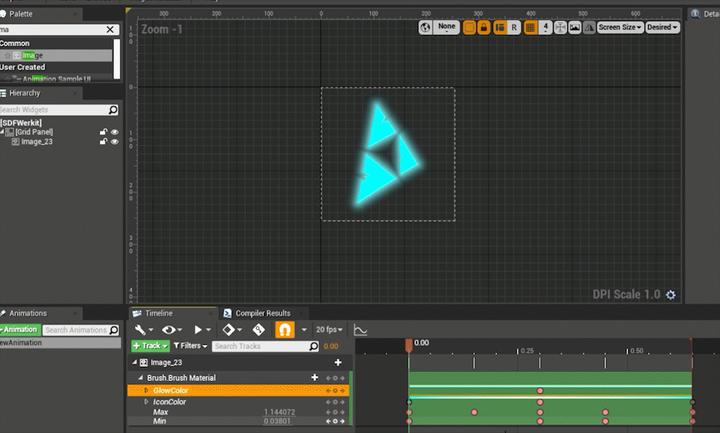 Palette
ma
Common
Image
User Created
Animation Sample UI
Hierarchy
Search Widgets
[SDFWerkit]
[Grid Panel]
Image_23
Zoom -1
300 200 100 0 100 200 300 400 500 600
None
R
4
Screen Size
Desired
Detai
DPI Scale 1.0
Animations
Animation
Search Animations
ewAnimation
Timeline
Compiler Results
20 fps
Track
Filters
Search Tracks
0.00
0.00
0.25
0.50
Image_23
Brush.Brush Material
GlowColor
IconColor
Max 1.144072
Min 0.03801